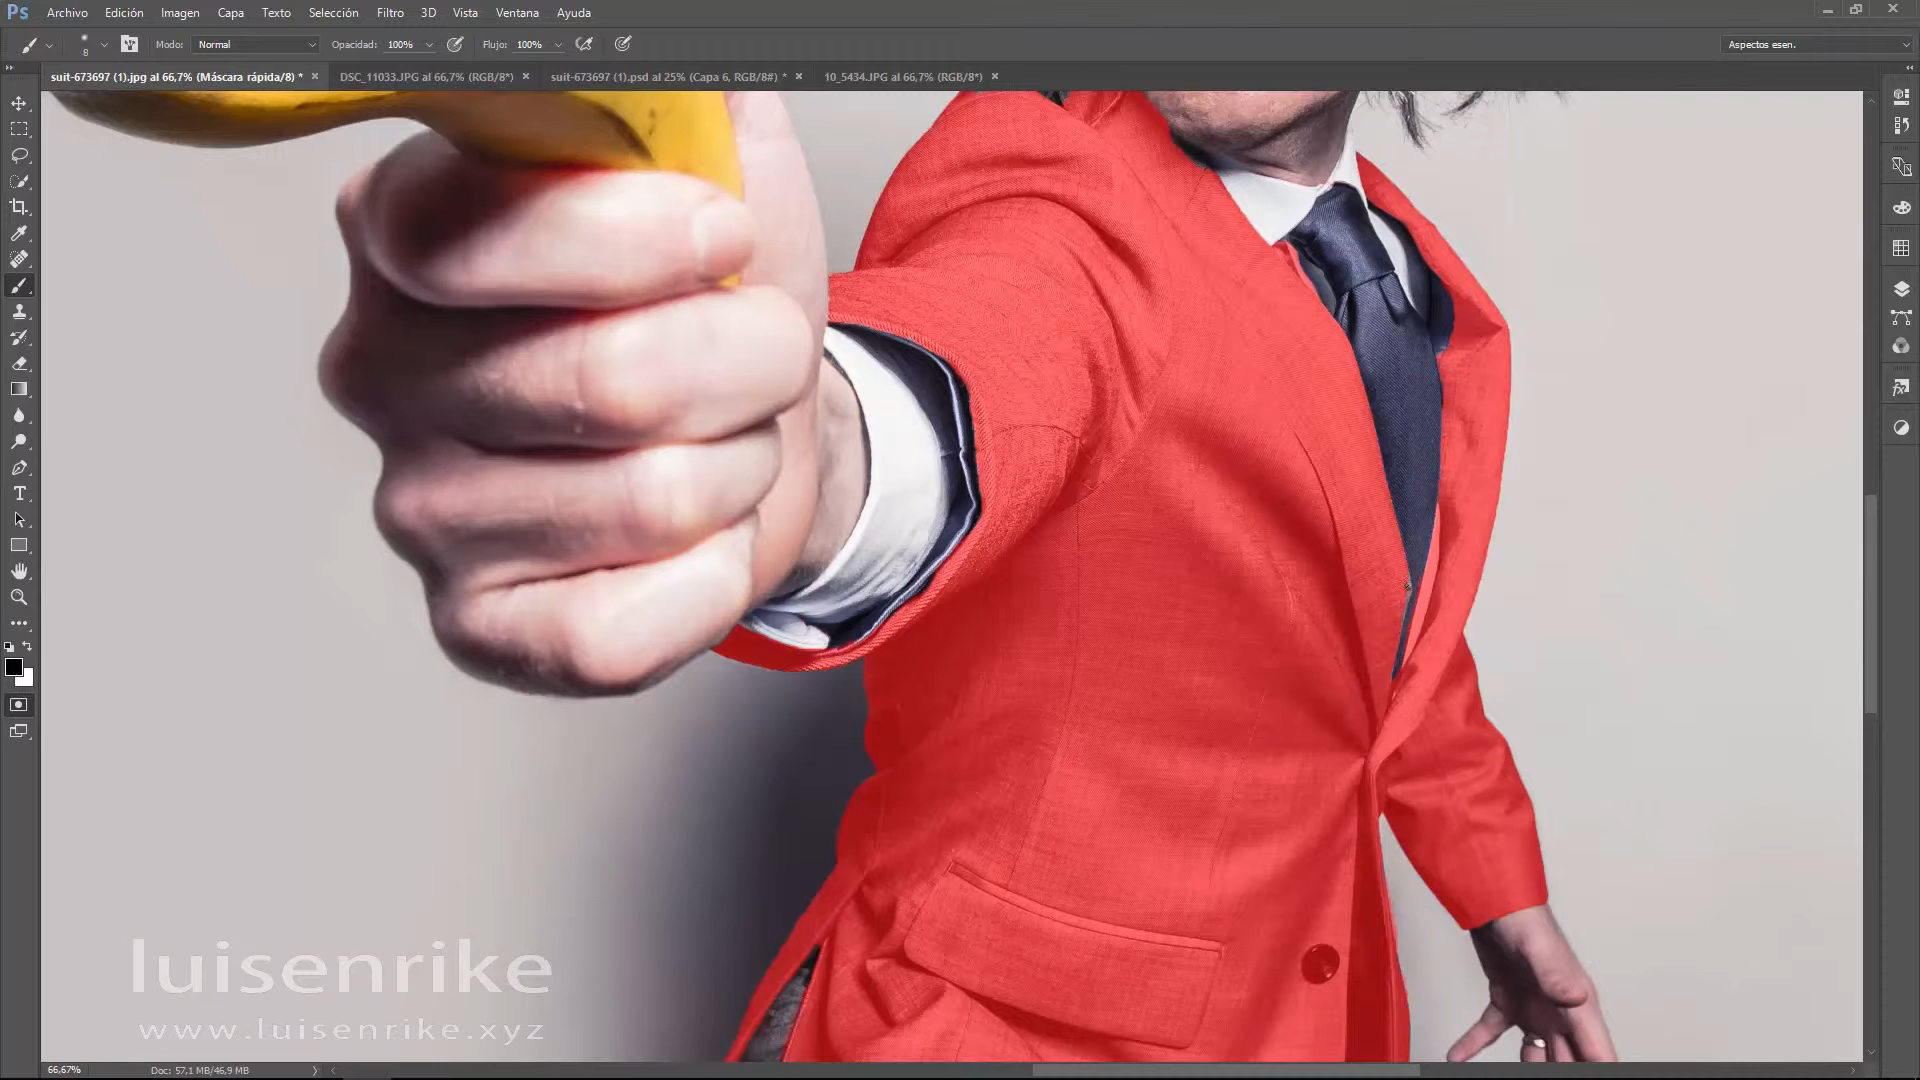 Ps Archivo Edición Imagen Capa Texto Selección Filtro 3D Vista Ventana Ayuda
8 Modo: Normal Opacidad: 100% Flujo: 100% Aspectos esen.
suit-673697 (1).jpg al 66,7% (Máscara rápida/8) * DSC_11033.JPG al 66,7% (RGB/8*) suit-673697 (1).psd al 25% (Capa 6, RGB/8#) * 10_5434.JPG al 66,7% (RGB/8*)
luisenrike
www.luisenrike.xyz
66,67% Doc: 57,1 MB/46,9 MB